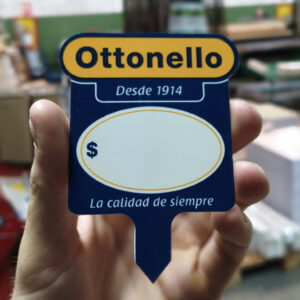 Ottonello
Desde 1914
$
La calidad de siempre